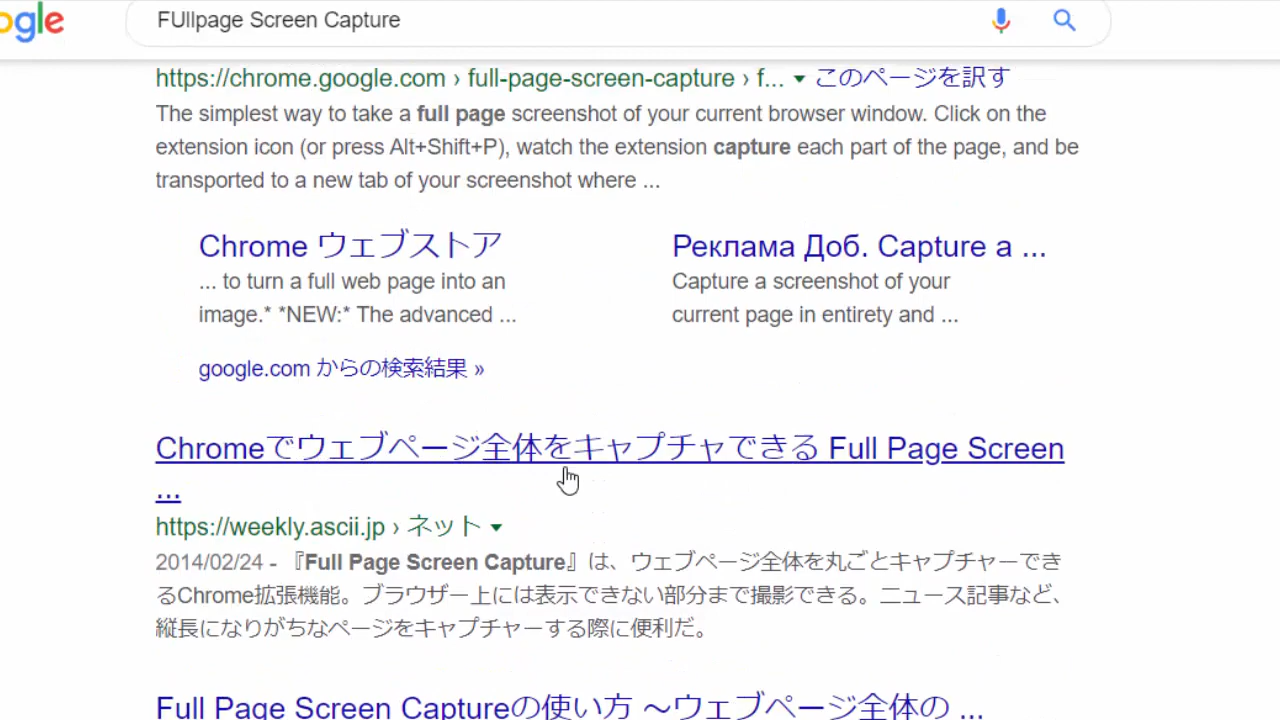 ogle
FUllpage Screen Capture
https://chrome.google.com › full-page-screen-capture › f... ▼ このページを訳す
The simplest way to take a full page screenshot of your current browser window. Click on the
extension icon (or press Alt+Shift+P), watch the extension capture each part of the page, and be
transported to a new tab of your screenshot where ...
Chrome ウェブストア
... to turn a full web page into an
image.* *NEW:* The advanced ...
Реклама Доб. Capture a ...
Capture a screenshot of your
current page in entirety and ...
google.com からの検索結果 »
Chromeでウェブページ全体をキャプチャできる Full Page Screen
...
https://weekly.ascii.jp › ネット ▼
2014/02/24 - 『Full Page Screen Capture』は、ウェブページ全体を丸ごとキャプチャーでき
るChrome拡張機能。ブラウザー上には表示できない部分まで撮影できる。ニュース記事など、
縦長になりがちなページをキャプチャーする際に便利だ。
Full Page Screen Captureの使い方 〜ウェブページ全体の ...